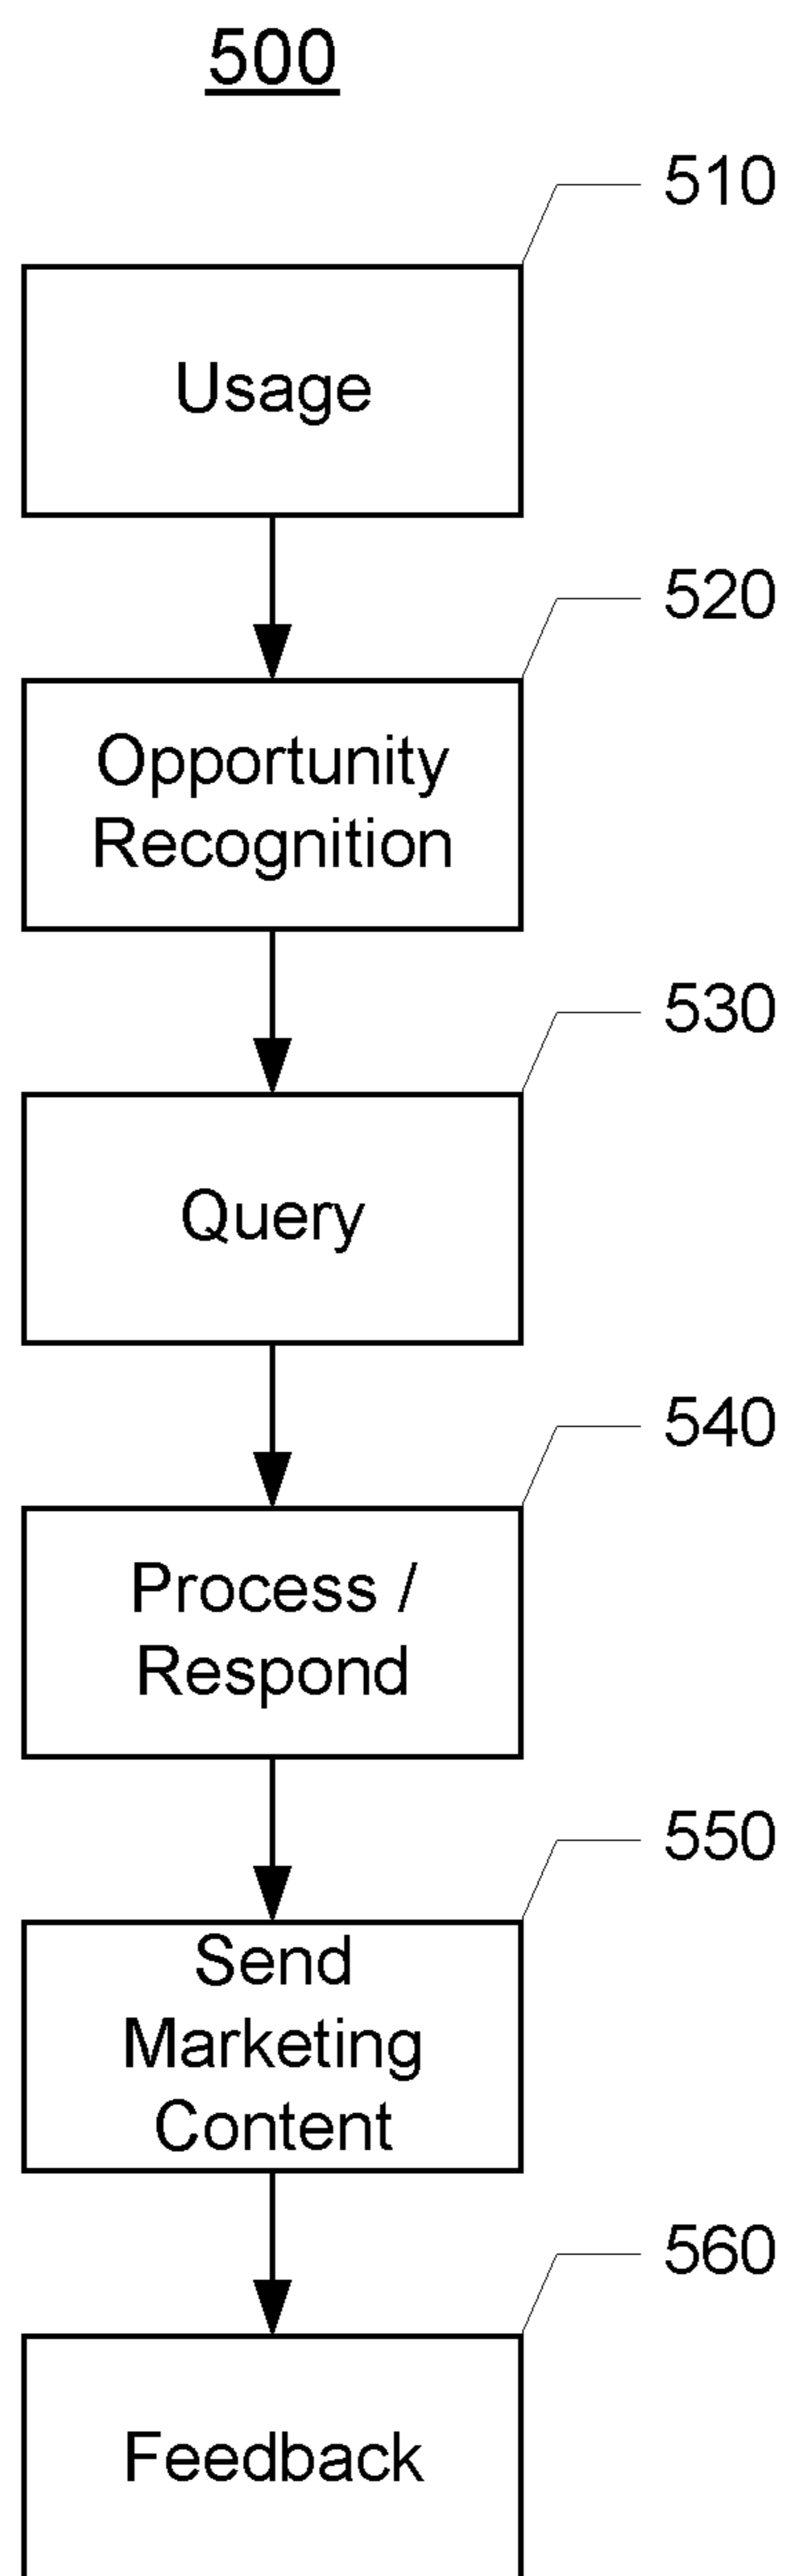 500
510
Usage
520
Opportunity
Recognition
530
Query
540
Process /
Respond
550
Send
Marketing
Content
560
Feedback